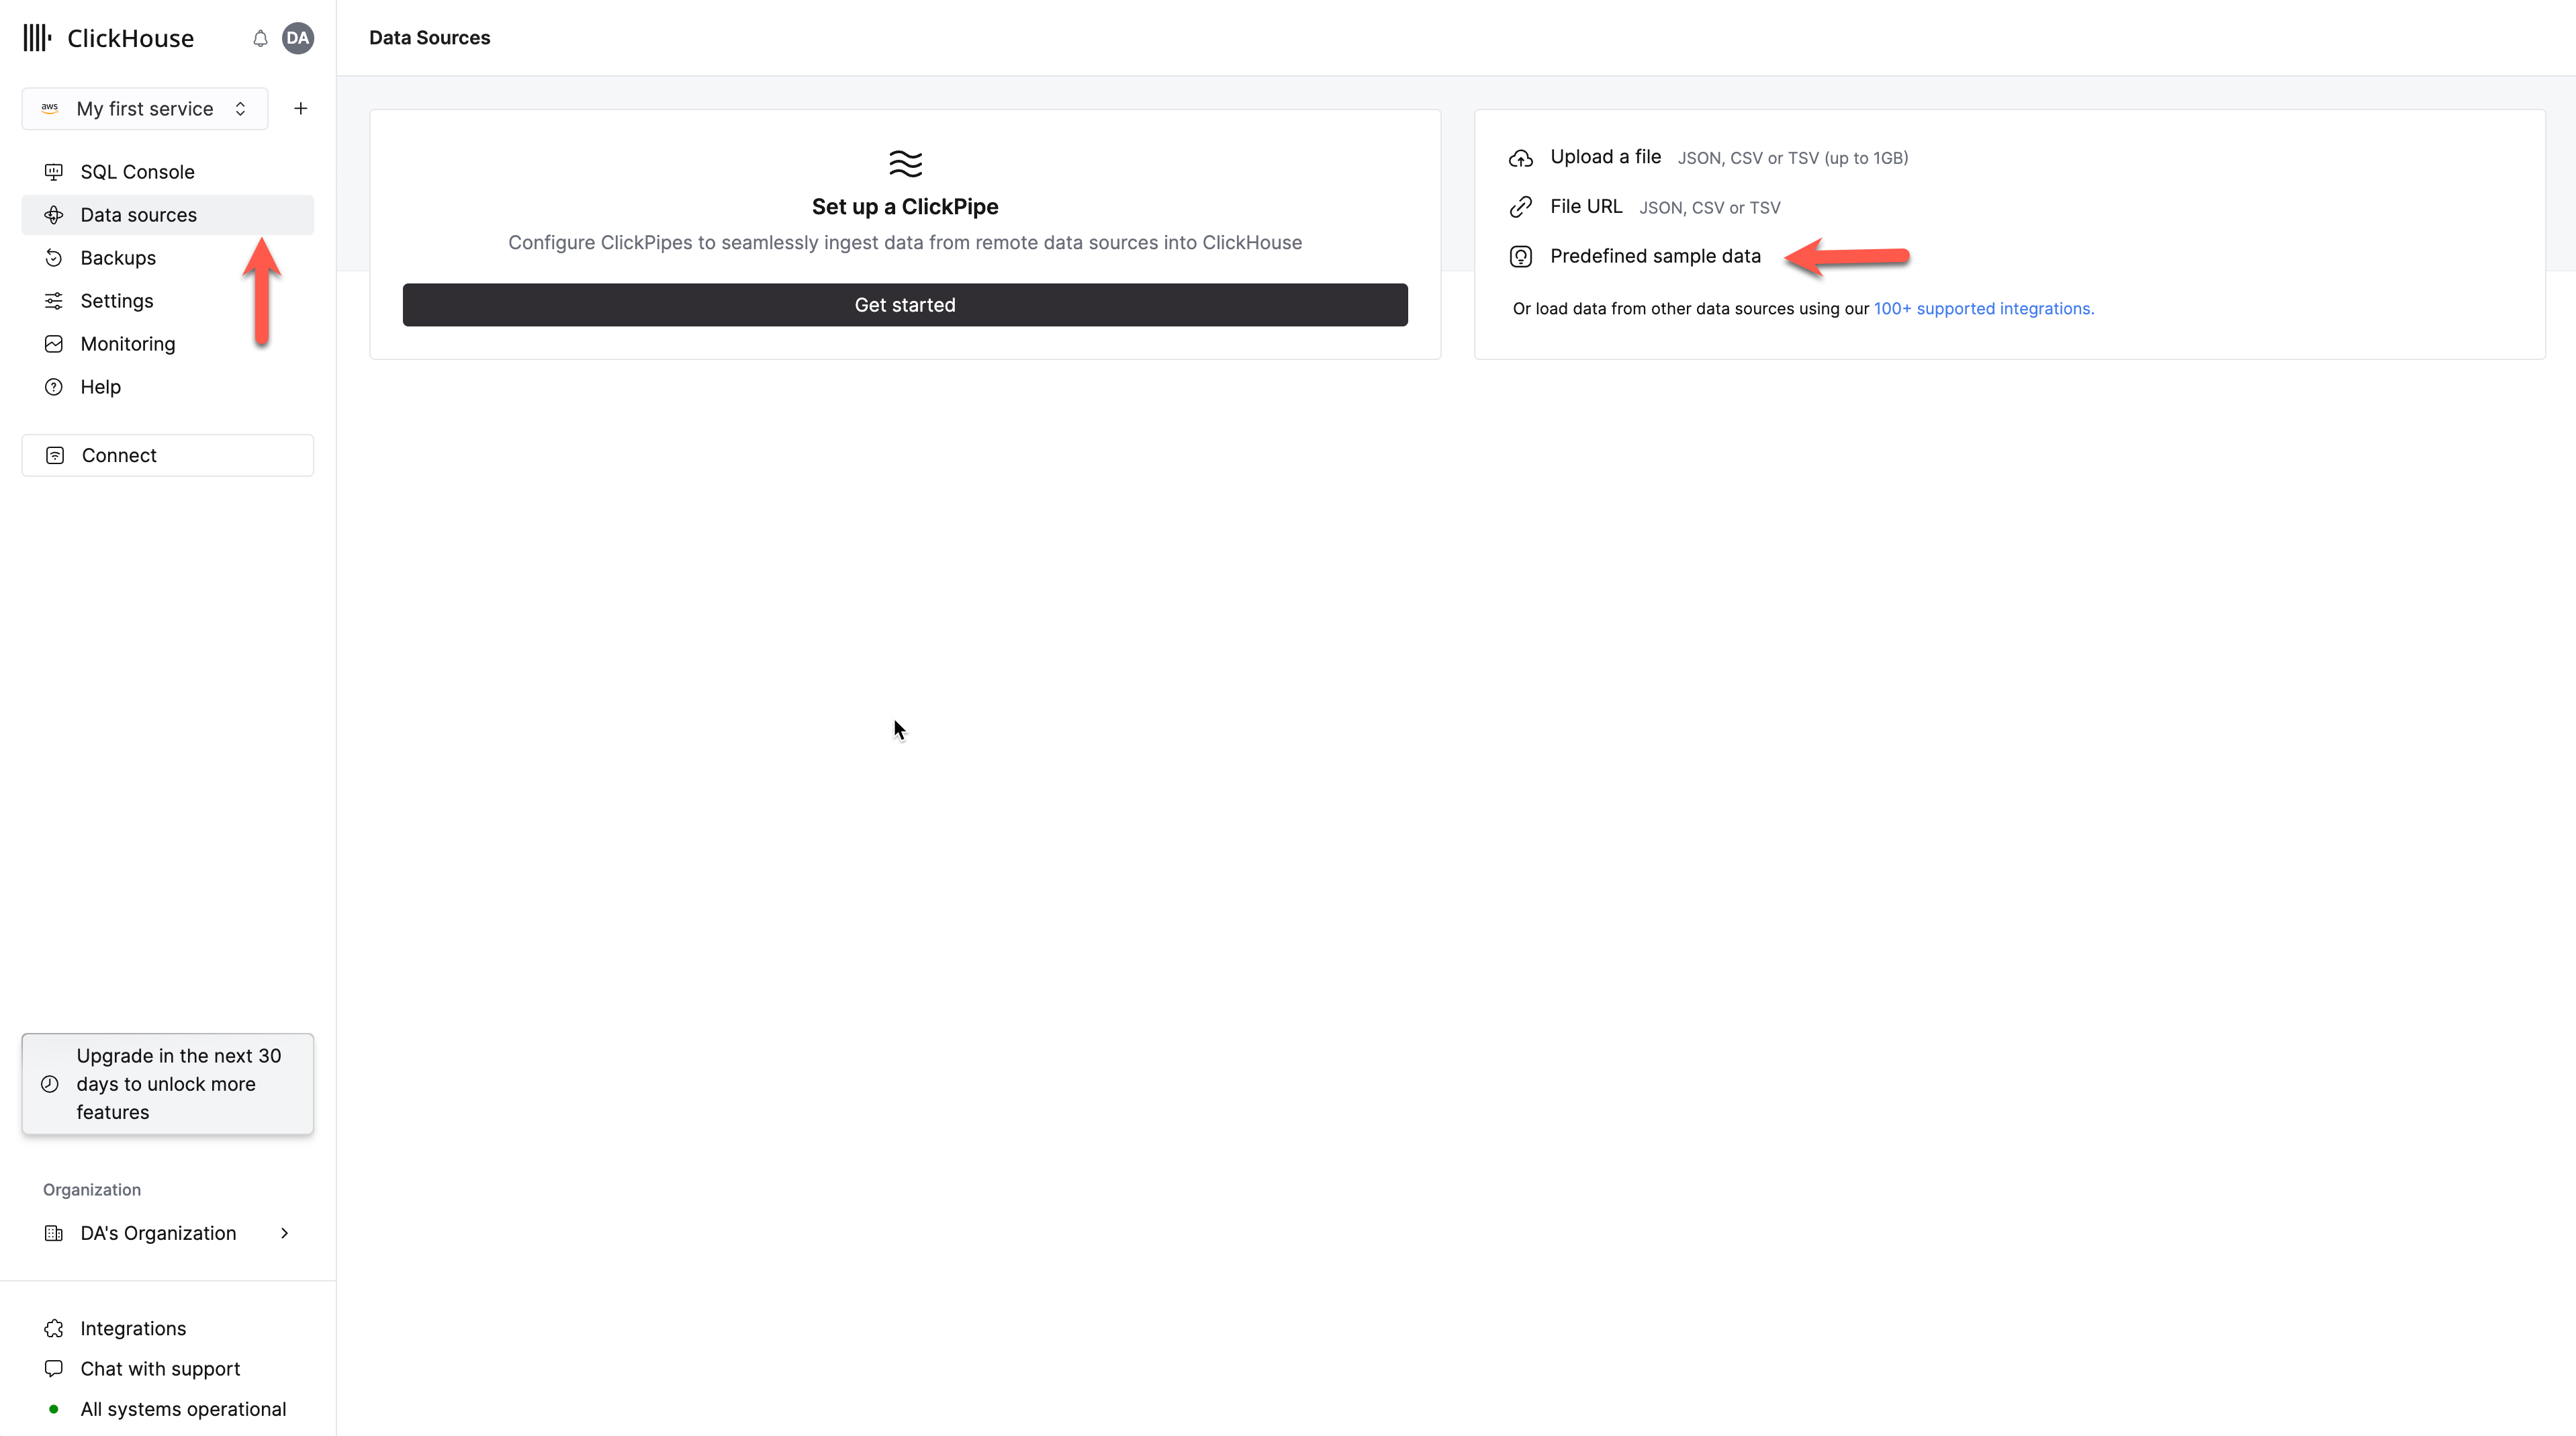 ClickHouse
DA
aws My first service
SQL Console
Data sources
Backups
Settings
Monitoring
Help
Connect
Upgrade in the next 30
days to unlock more
features
Organization
DA's Organization
Integrations
Chat with support
All systems operational
Data Sources
Set up a ClickPipe
Configure ClickPipes to seamlessly ingest data from remote data sources into ClickHouse
Get started
Upload a file JSON, CSV or TSV (up to 1GB)
File URL JSON, CSV or TSV
Predefined sample data
Or load data from other data sources using our 100+ supported integrations.